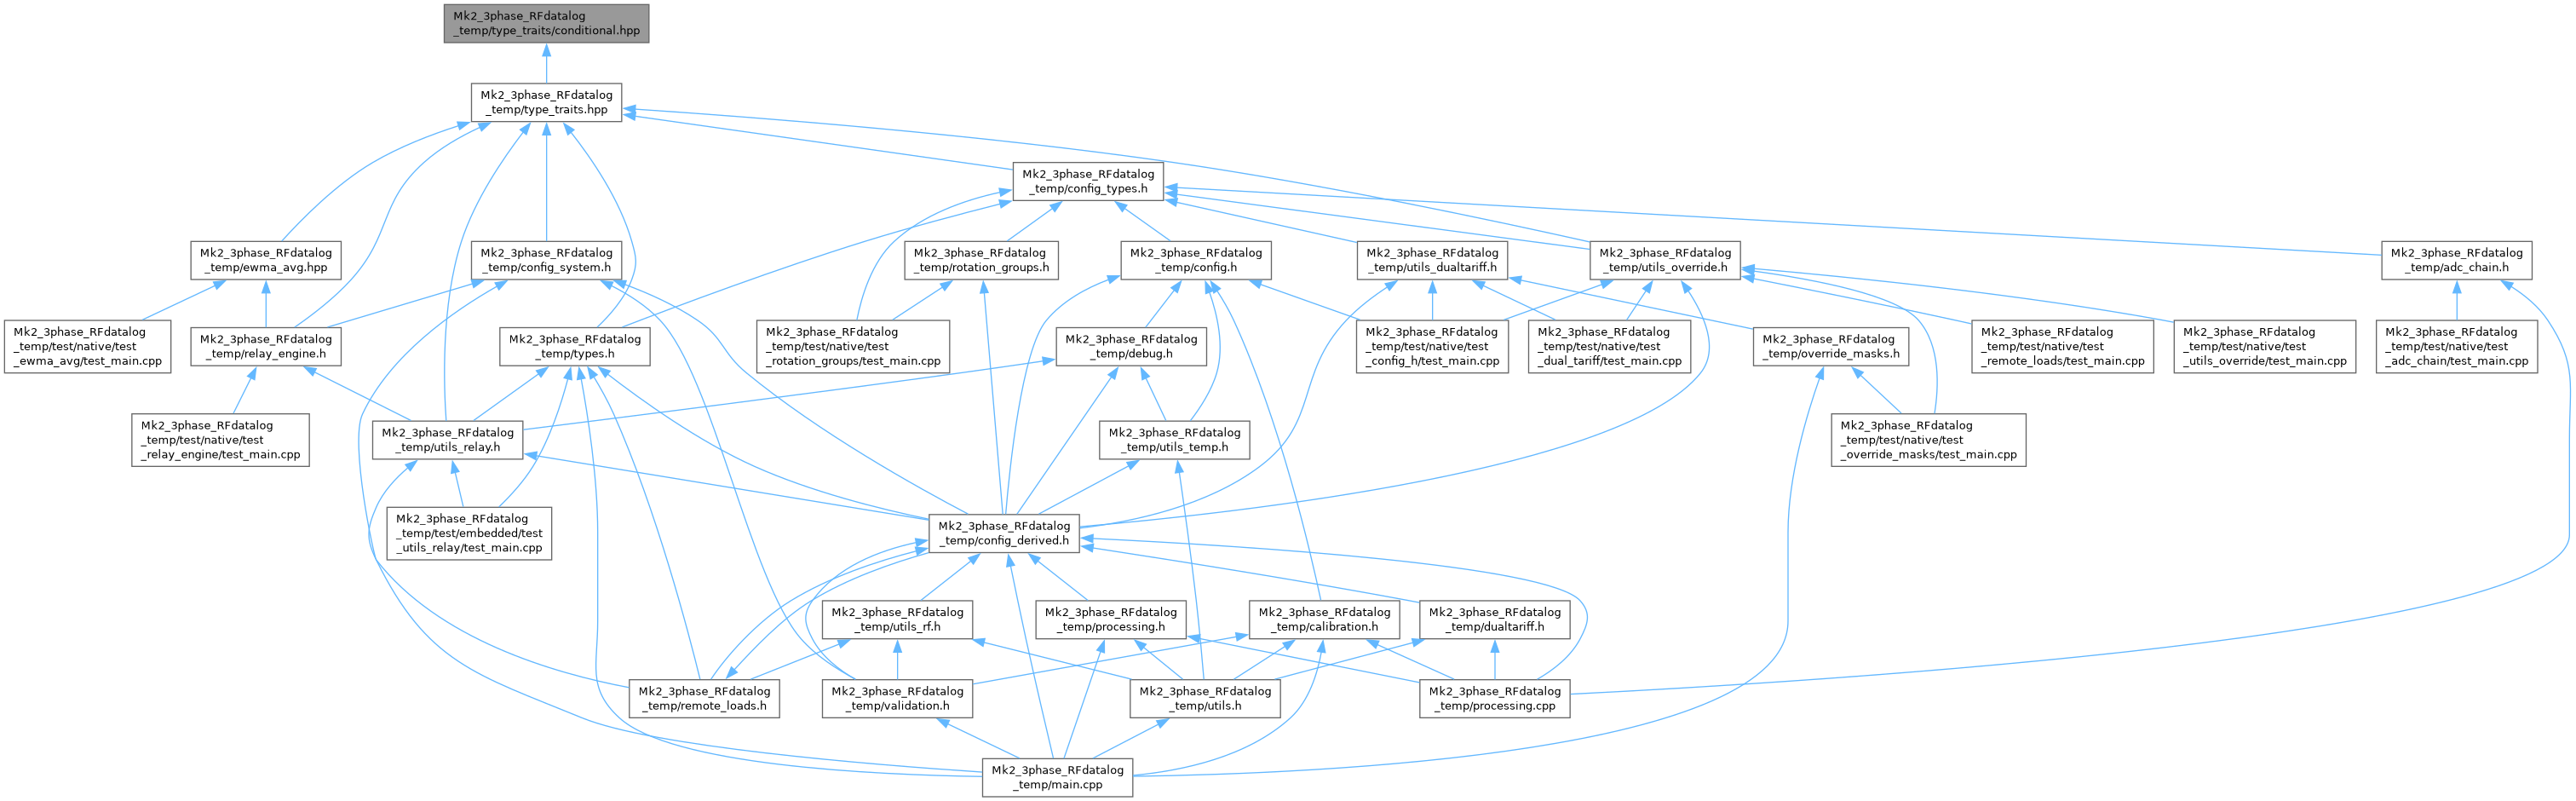 Mk2_3phase_RFdatalog
_temp/type_traits/conditional.hpp
Mk2_3phase_RFdatalog
_temp/type_traits.hpp
Mk2_3phase_RFdatalog
_temp/config_types.h
Mk2_3phase_RFdatalog
_temp/ewma_avg.hpp
Mk2_3phase_RFdatalog
_temp/config_system.h
Mk2_3phase_RFdatalog
_temp/rotation_groups.h
Mk2_3phase_RFdatalog
_temp/config.h
Mk2_3phase_RFdatalog
_temp/utils_dualtariff.h
Mk2_3phase_RFdatalog
_temp/utils_override.h
Mk2_3phase_RFdatalog
_temp/adc_chain.h
Mk2_3phase_RFdatalog
_temp/test/native/test
_ewma_avg/test_main.cpp
Mk2_3phase_RFdatalog
_temp/relay_engine.h
Mk2_3phase_RFdatalog
_temp/types.h
Mk2_3phase_RFdatalog
_temp/test/native/test
_rotation_groups/test_main.cpp
Mk2_3phase_RFdatalog
_temp/debug.h
Mk2_3phase_RFdatalog
_temp/test/native/test
_config_h/test_main.cpp
Mk2_3phase_RFdatalog
_temp/test/native/test
_dual_tariff/test_main.cpp
Mk2_3phase_RFdatalog
_temp/override_masks.h
Mk2_3phase_RFdatalog
_temp/test/native/test
_remote_loads/test_main.cpp
Mk2_3phase_RFdatalog
_temp/test/native/test
_utils_override/test_main.cpp
Mk2_3phase_RFdatalog
_temp/test/native/test
_adc_chain/test_main.cpp
Mk2_3phase_RFdatalog
_temp/test/native/test
_relay_engine/test_main.cpp
Mk2_3phase_RFdatalog
_temp/utils_relay.h
Mk2_3phase_RFdatalog
_temp/utils_temp.h
Mk2_3phase_RFdatalog
_temp/test/native/test
_override_masks/test_main.cpp
Mk2_3phase_RFdatalog
_temp/test/embedded/test
_utils_relay/test_main.cpp
Mk2_3phase_RFdatalog
_temp/config_derived.h
Mk2_3phase_RFdatalog
_temp/utils_rf.h
Mk2_3phase_RFdatalog
_temp/processing.h
Mk2_3phase_RFdatalog
_temp/calibration.h
Mk2_3phase_RFdatalog
_temp/dualtariff.h
Mk2_3phase_RFdatalog
_temp/remote_loads.h
Mk2_3phase_RFdatalog
_temp/validation.h
Mk2_3phase_RFdatalog
_temp/utils.h
Mk2_3phase_RFdatalog
_temp/processing.cpp
Mk2_3phase_RFdatalog
_temp/main.cpp